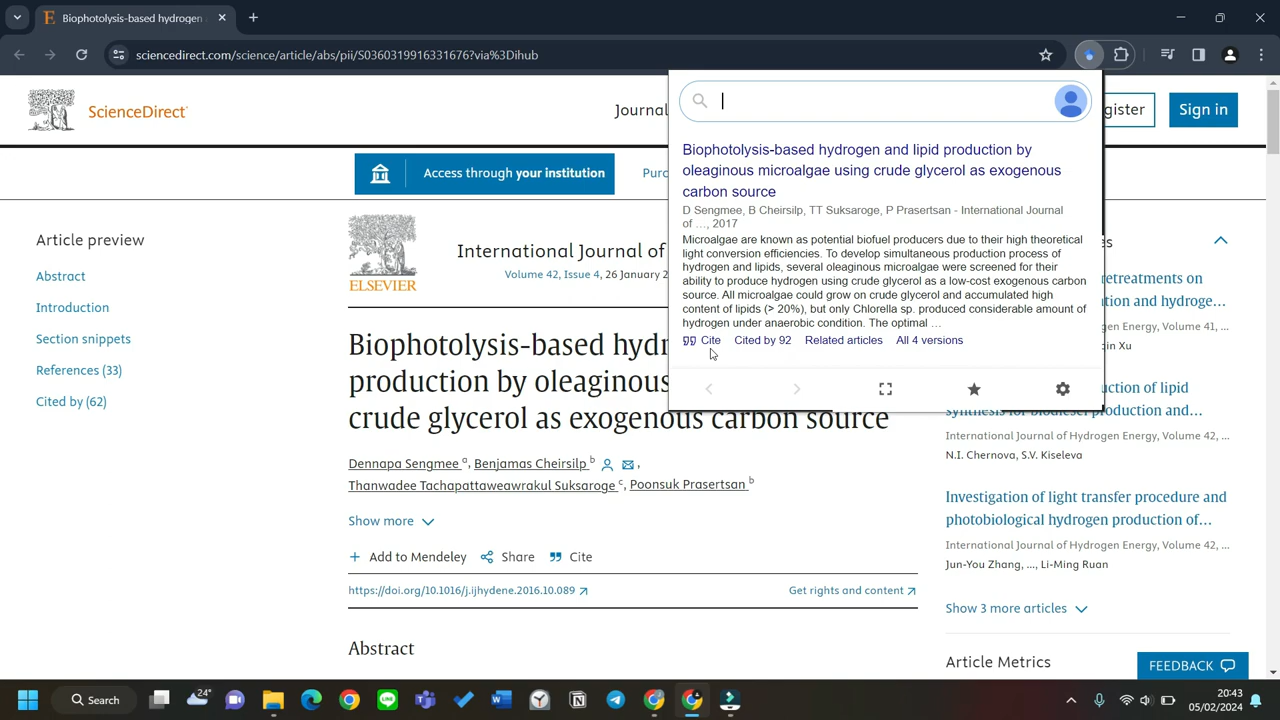 Biophotolysis-based hydrogen
sciencedirect.com/science/article/abs/pii/S0360319916331676?via%3Dihub
ScienceDirect
Journal
gister
Sign in
Access through your institution
Purc
Article preview
Abstract
Introduction
Section snippets
References (33)
Cited by (62)
ELSEVIER
International Journal of
Volume 42, Issue 4, 26 January 2
Biophotolysis-based hydr
production by oleaginous
crude glycerol as exogenous carbon source
Dennapa Sengmee a, Benjamas Cheirsilp b ,
Thanwadee Tachapattaweawrakul Suksaroge c, Poonsuk Prasertsan b
Show more
Add to Mendeley Share Cite
https://doi.org/10.1016/j.ijhydene.2016.10.089
Get rights and content
Abstract
Biophotolysis-based hydrogen and lipid production by
oleaginous microalgae using crude glycerol as exogenous
carbon source
D Sengmee, B Cheirsilp, TT Suksaroge, P Prasertsan - International Journal
of …, 2017
Microalgae are known as potential biofuel producers due to their high theoretical
light conversion efficiencies. To develop simultaneous production process of
hydrogen and lipids, several oleaginous microalgae were screened for their
ability to produce hydrogen using crude glycerol as a low-cost exogenous carbon
source. All microalgae could grow on crude glycerol and accumulated high
content of lipids (> 20%), but only Chlorella sp. produced considerable amount of
hydrogen under anaerobic condition. The optimal …
Cite Cited by 92 Related articles All 4 versions
es
retreatments on
tion and hydroge...
nergy, Volume 41,
in Xu
uction of lipid
synthesis for biodiesel production and...
International Journal of Hydrogen Energy, Volume 42, ...
N.I. Chernova, S.V. Kiseleva
Investigation of light transfer procedure and
photobiological hydrogen production of...
International Journal of Hydrogen Energy, Volume 42, ...
Jun-You Zhang, ..., Li-Ming Ruan
Show 3 more articles
Article Metrics
FEEDBACK
Search
24°
20:43
05/02/2024